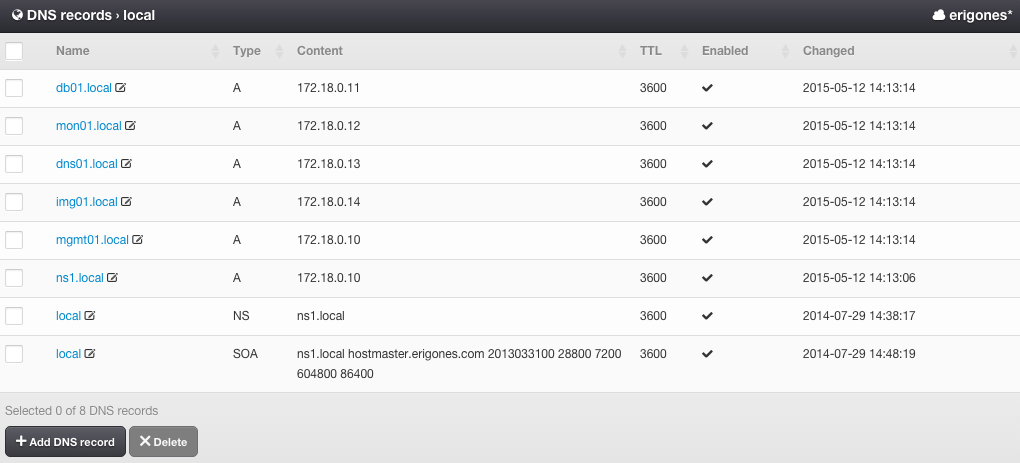 DNS records › local erigones*
Name Type Content TTL Enabled Changed
db01.local A 172.18.0.11 3600 2015-05-12 14:13:14
mon01.local A 172.18.0.12 3600 2015-05-12 14:13:14
dns01.local A 172.18.0.13 3600 2015-05-12 14:13:14
img01.local A 172.18.0.14 3600 2015-05-12 14:13:14
mgmt01.local A 172.18.0.10 3600 2015-05-12 14:13:14
ns1.local A 172.18.0.10 3600 2015-05-12 14:13:06
local NS ns1.local 3600 2014-07-29 14:38:17
local SOA ns1.local hostmaster.erigones.com 2013033100 28800 7200 3600 2014-07-29 14:48:19
604800 86400
Selected 0 of 8 DNS records
Add DNS record Delete